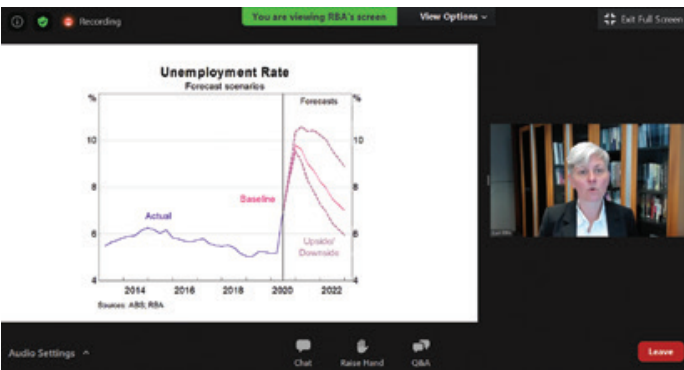 Recording
You are viewing RBA's screen
View Options
Exit Full Screen
Unemployment Rate
Forecast scenarios
%
Forecasts
%
10
10
8
8
Baseline
Actual
6
6
Upside/
Downside
4
4
2014
2016
2018
2020
2022
Sources: ABS; RBA
Audio Settings
Chat
Raise Hand
Q&A
Leave